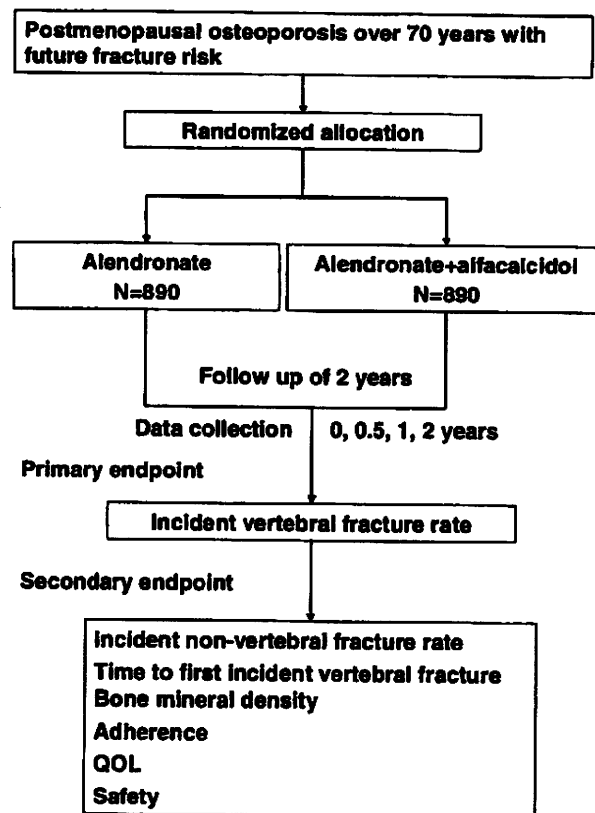 Postmenopausal osteoporosis over 70 years with
future fracture risk
Randomized allocation
Alendronate
N=890
Alendronate+alfacalcidol
N=890
Follow up of 2 years
Data collection 0, 0.5, 1, 2 years
Primary endpoint
Incident vertebral fracture rate
Secondary endpoint
Incident non-vertebral fracture rate
Time to first incident vertebral fracture
Bone mineral density
Adherence
QOL
Safety